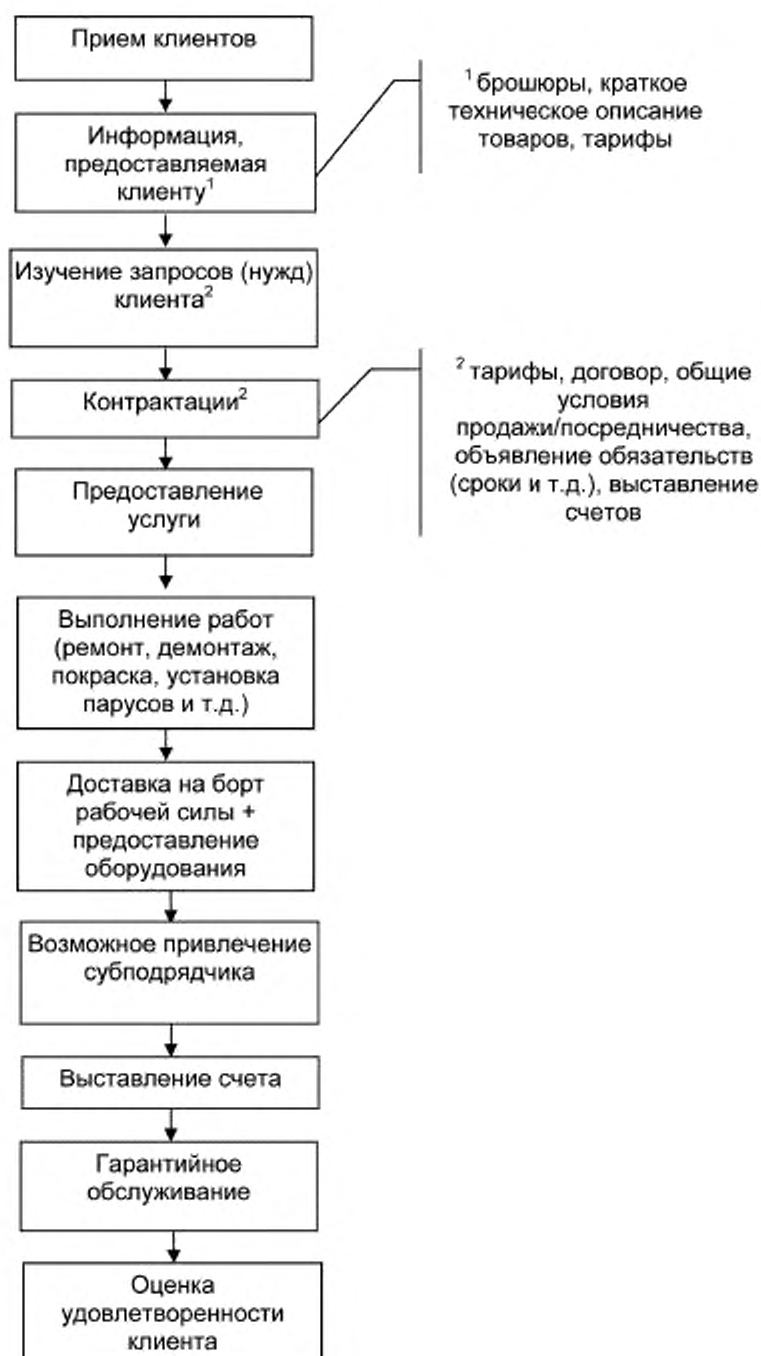 Прием клиентов
¹ брошюры, краткое
техническое описание
товаров, тарифы
Информация,
предоставляемая
клиенту¹
Изучение запросов (нужд)
клиента²
Контрактации²
² тарифы, договор, общие
условия
продажи/посредничества,
объявление обязательств
(сроки и т.д.), выставление
счетов
Предоставление
услуги
Выполнение работ
(ремонт, демонтаж,
покраска, установка
парусов и т.д.)
Доставка на борт
рабочей силы +
предоставление
оборудования
Возможное привлечение
субподрядчика
Выставление счета
Гарантийное
обслуживание
Оценка
удовлетворенности
клиента